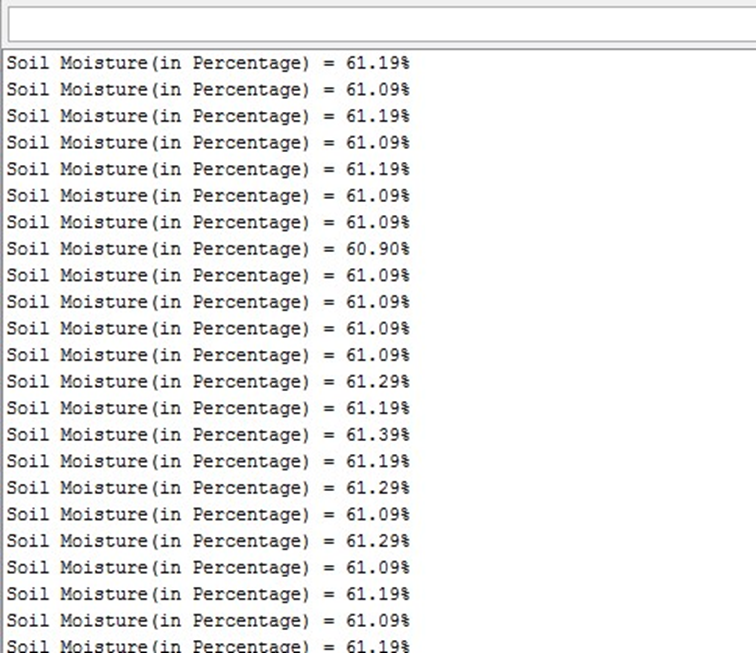 Soil Moisture(in Percentage) = 61.19%
Soil Moisture(in Percentage) = 61.09%
Soil Moisture(in Percentage) = 61.19%
Soil Moisture(in Percentage) = 61.09%
Soil Moisture(in Percentage) = 61.19%
Soil Moisture(in Percentage) = 61.09%
Soil Moisture(in Percentage) = 61.09%
Soil Moisture(in Percentage) = 60.90%
Soil Moisture(in Percentage) = 61.09%
Soil Moisture(in Percentage) = 61.09%
Soil Moisture(in Percentage) = 61.09%
Soil Moisture(in Percentage) = 61.09%
Soil Moisture(in Percentage) = 61.29%
Soil Moisture(in Percentage) = 61.19%
Soil Moisture(in Percentage) = 61.39%
Soil Moisture(in Percentage) = 61.19%
Soil Moisture(in Percentage) = 61.29%
Soil Moisture(in Percentage) = 61.09%
Soil Moisture(in Percentage) = 61.29%
Soil Moisture(in Percentage) = 61.09%
Soil Moisture(in Percentage) = 61.19%
Soil Moisture(in Percentage) = 61.09%
Soil Moisture(in Percentage) = 61.19%